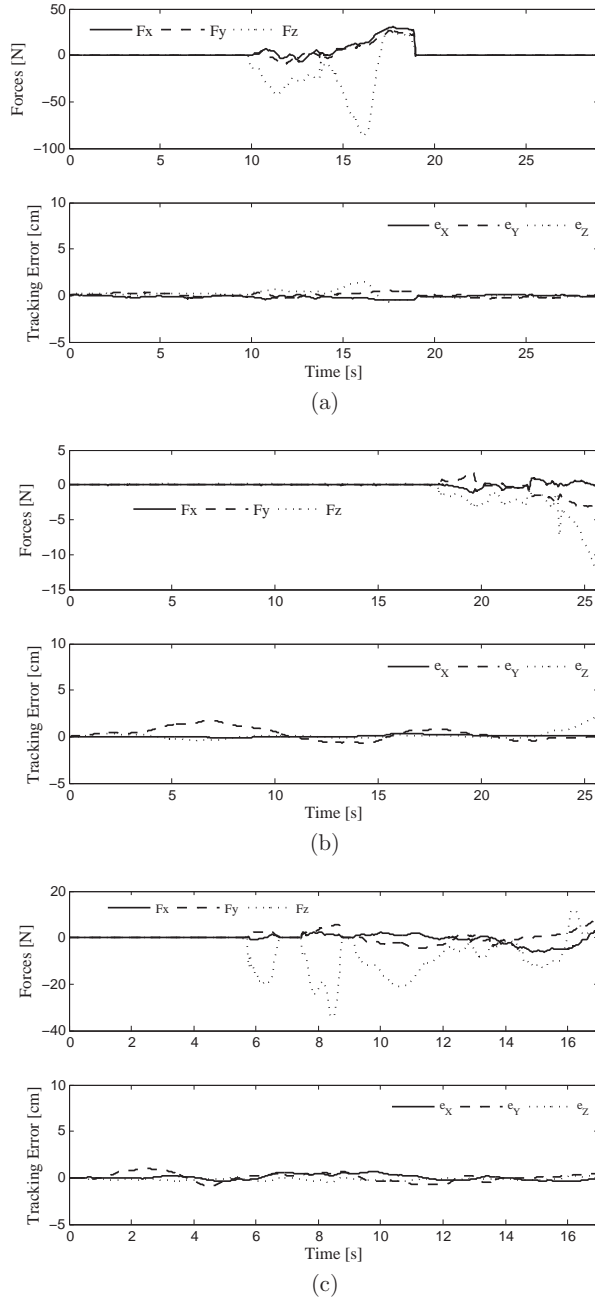 Fx Fy Fz
Forces [N]
50
0
−50
−100
0 5 10 15 20 25
e_X e_Y e_Z
Tracking Error [cm]
10
5
0
−5
0 5 10 15 20 25
Time [s]
(a)
Forces [N]
5
0
−5
−10
−15
Fx Fy Fz
0 5 10 15 20 25
e_X e_Y e_Z
Tracking Error [cm]
10
5
0
−5
0 5 10 15 20 25
Time [s]
(b)
Fx Fy Fz
Forces [N]
20
0
−20
−40
0 2 4 6 8 10 12 14 16
e_X e_Y e_Z
Tracking Error [cm]
10
5
0
−5
0 2 4 6 8 10 12 14 16
Time [s]
(c)